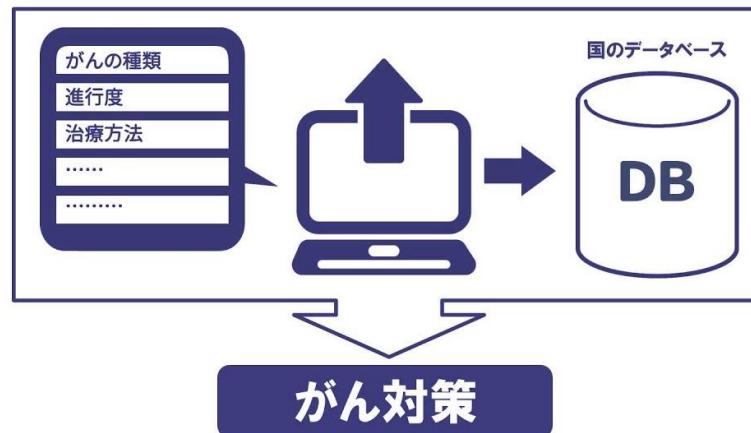 がんの種類
進行度
治療方法
……
………
国のデータベース
DB
がん対策